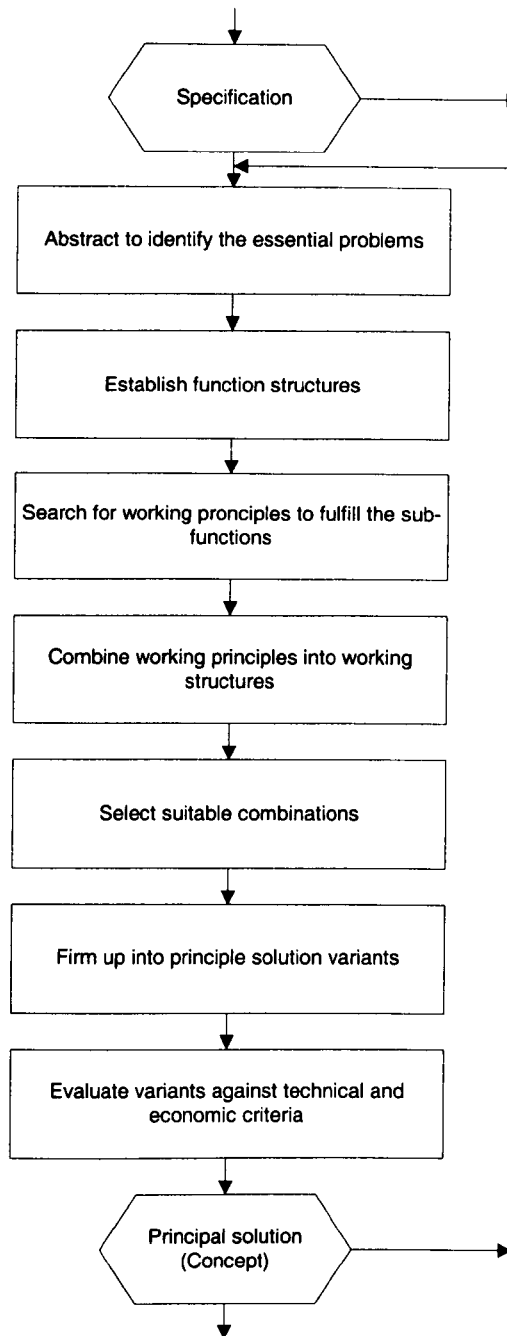 Specification
Abstract to identify the essential problems
Establish function structures
Search for working pronciples to fulfill the sub-
functions
Combine working principles into working
structures
Select suitable combinations
Firm up into principle solution variants
Evaluate variants against technical and
economic criteria
Principal solution
(Concept)